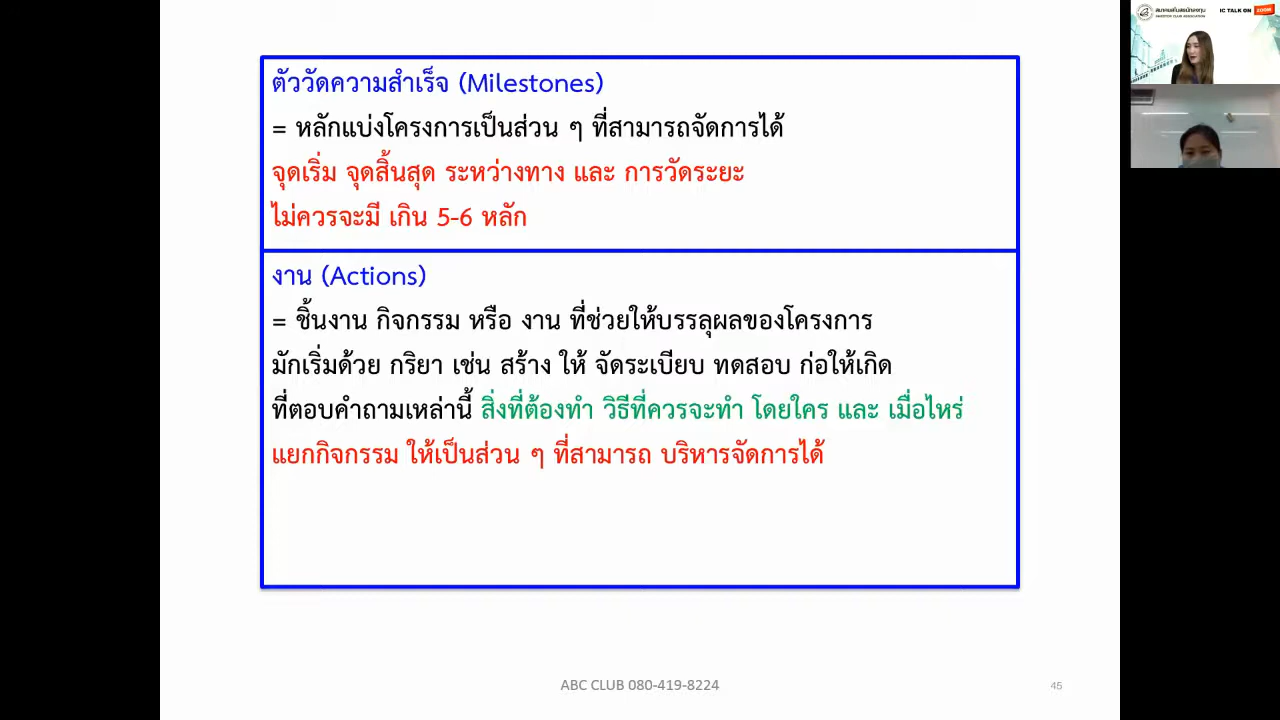 ตัววัดความสำเร็จ (Milestones)
= หลักแบ่งโครงการเป็นส่วน ๆ ที่สามารถจัดการได้
จุดเริ่ม จุดสิ้นสุด ระหว่างทาง และ การวัดระยะ
ไม่ควรจะมี เกิน 5-6 หลัก
งาน (Actions)
= ชิ้นงาน กิจกรรม หรือ งาน ที่ช่วยให้บรรลุผลของโครงการ
มักเริ่มด้วย กริยา เช่น สร้าง ให้ จัดระเบียบ ทดสอบ ก่อให้เกิด
ที่ตอบคำถามเหล่านี้ สิ่งที่ต้องทำ วิธีที่ควรจะทำ โดยใคร และ เมื่อไหร่
แยกกิจกรรม ให้เป็นส่วน ๆ ที่สามารถ บริหารจัดการได้
ABC CLUB 080-419-8224
45
IC TALK ON ZOOM